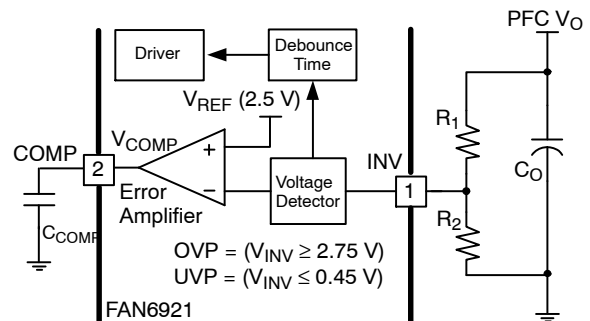 PFC VO
Driver
Debounce
Time
VREF (2.5 V)
R1
VCOMP
COMP
2
+
−
Error
Amplifier
Voltage
Detector
INV
1
CO
R2
CCOMP
OVP = (VINV ≥ 2.75 V)
UVP = (VINV ≤ 0.45 V)
FAN6921